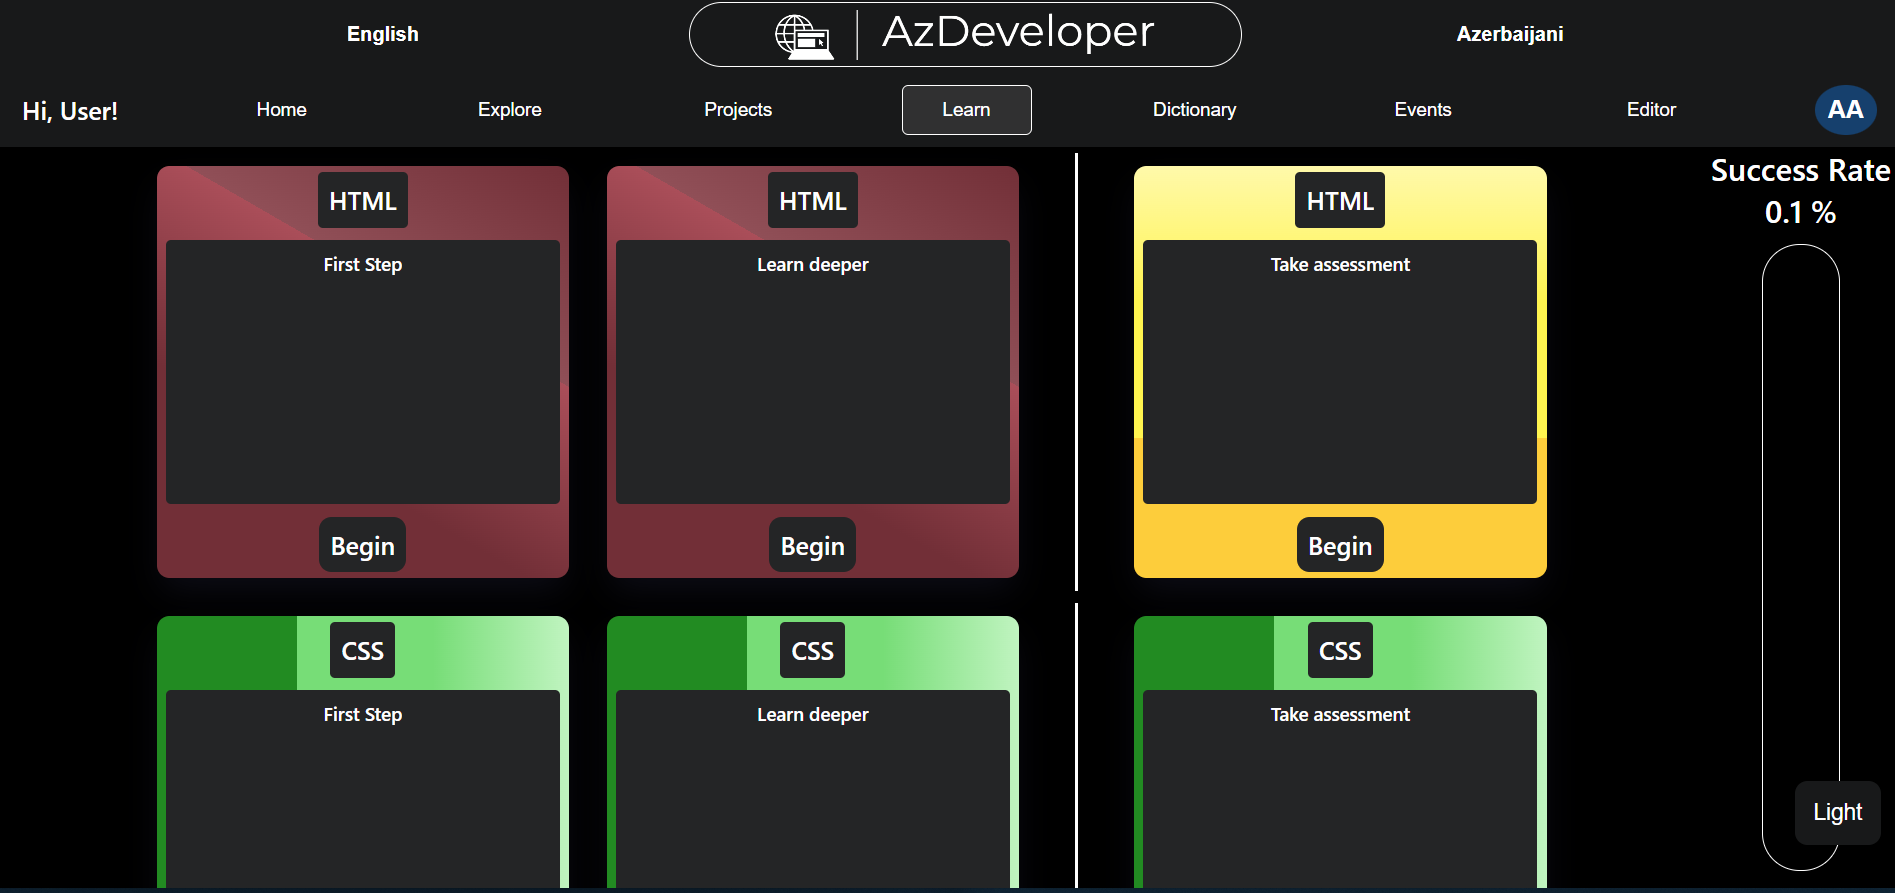 English
AzDeveloper
Azerbaijani
Hi, User!
Home
Explore
Projects
Learn
Dictionary
Events
Editor
AA
HTML
First Step
Begin
HTML
Learn deeper
Begin
HTML
Take assessment
Begin
Success Rate
0.1 %
CSS
First Step
CSS
Learn deeper
CSS
Take assessment
Light